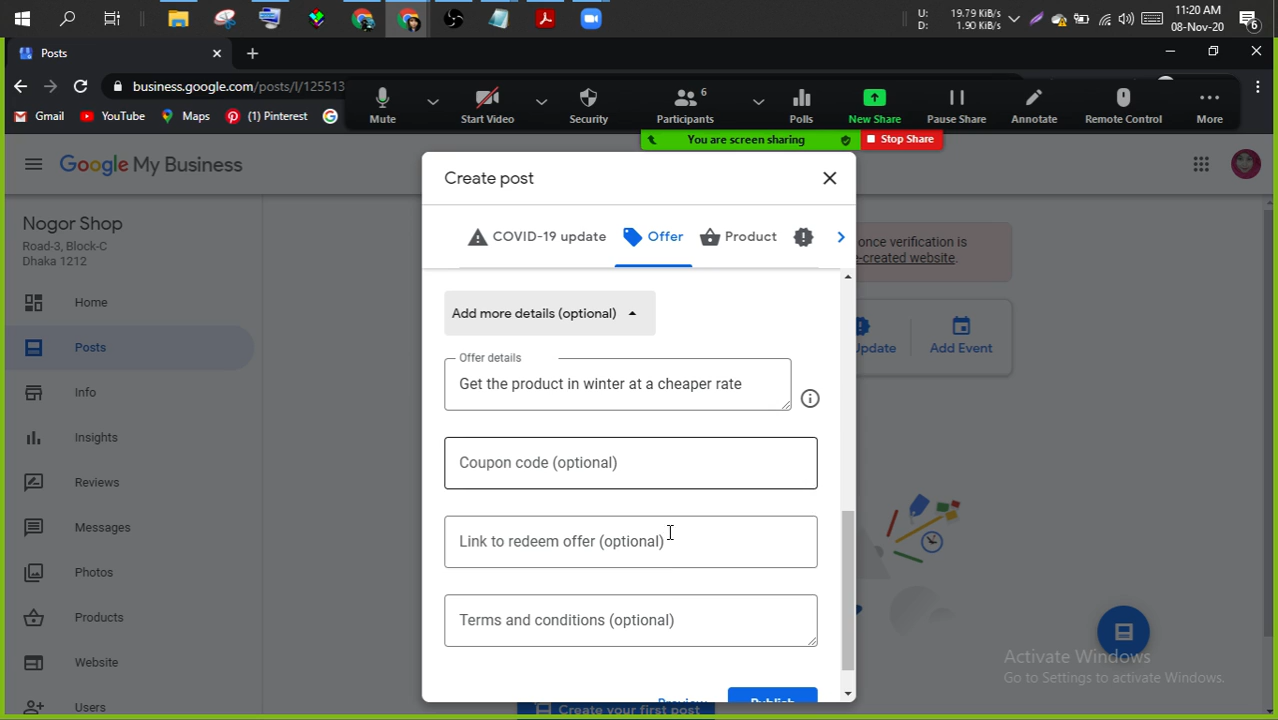 U: 19.79 KiB/s
D: 1.90 KiB/s
11:20 AM
08-Nov-20
6
Posts
business.google.com/posts/l/125513
Gmail
YouTube
Maps
(1) Pinterest
Mute
Start Video
Security
6
Participants
Polls
New Share
Pause Share
Annotate
Remote Control
More
You are screen sharing
Stop Share
Google My Business
Create post
COVID-19 update
Offer
Product
Nogor Shop
Road-3, Block-C
Dhaka 1212
once verification is
e-created website.
Home
Posts
Info
Insights
Reviews
Messages
Photos
Products
Website
Users
Add more details (optional)
Offer details
Get the product in winter at a cheaper rate
Coupon code (optional)
Link to redeem offer (optional)
Terms and conditions (optional)
Preview
Publish
Update
Add Event
Create your first post
Activate Windows
Go to Settings to activate Windows.